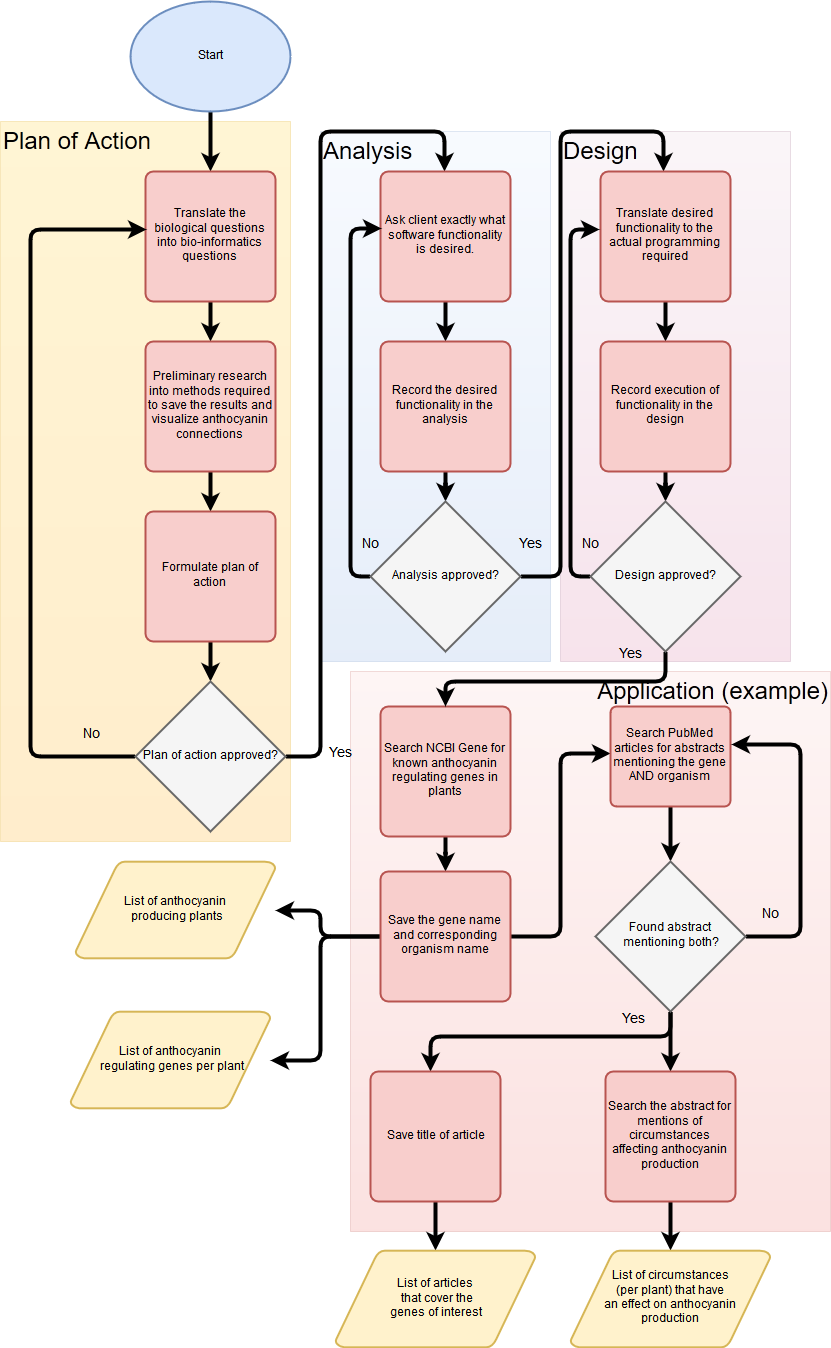 Start
Plan of Action
Translate the
biological questions
into bio-informatics
questions
Preliminary research
into methods required
to save the results and
visualize anthocyanin
connections
Formulate plan of
action
Plan of action approved?
No
Yes
Analysis
Ask client exactly what
software functionality
is desired.
Record the desired
functionality in the
analysis
Analysis approved?
No
Yes
Design
Translate desired
functionality to the
actual programming
required
Record execution of
functionality in the
design
Design approved?
No
Yes
Application (example)
Search NCBI Gene for
known anthocyanin
regulating genes in
plants
Save the gene name
and corresponding
organism name
List of anthocyanin
producing plants
List of anthocyanin
regulating genes per plant
Search PubMed
articles for abstracts
mentioning the gene
AND organism
Found abstract
mentioning both?
No
Yes
Save title of article
Search the abstract for
mentions of
circumstances
affecting anthocyanin
production
List of articles
that cover the
genes of interest
List of circumstances
(per plant) that have
an effect on anthocyanin
production